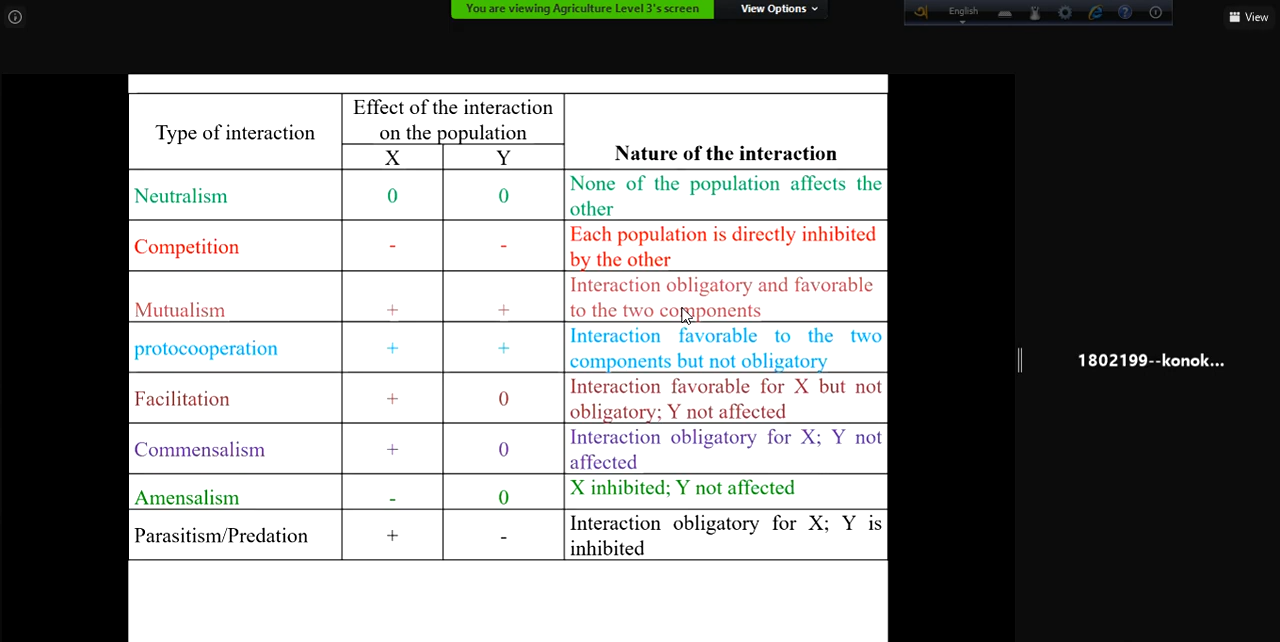 You are viewing Agriculture Level 3's screen
View Options
English
View
Type of interaction
Effect of the interaction
on the population
X
Y
Nature of the interaction
Neutralism
0
0
None of the population affects the
other
Competition
-
-
Each population is directly inhibited
by the other
Mutualism
+
+
Interaction obligatory and favorable
to the two components
protocooperation
+
+
Interaction favorable to the two
components but not obligatory
Facilitation
+
0
Interaction favorable for X but not
obligatory; Y not affected
Commensalism
+
0
Interaction obligatory for X; Y not
affected
Amensalism
-
0
X inhibited; Y not affected
Parasitism/Predation
+
-
Interaction obligatory for X; Y is
inhibited
1802199--konok...